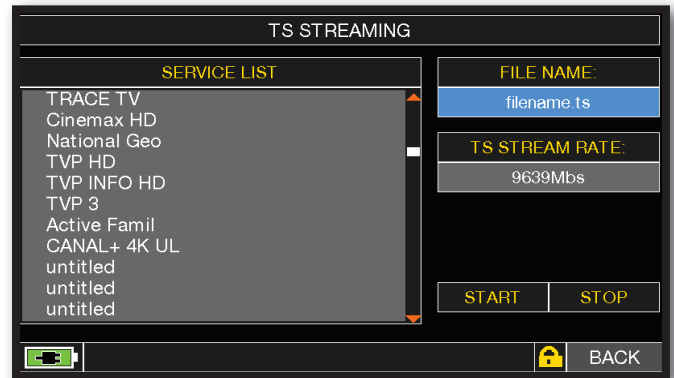 TS STREAMING
SERVICE LIST
TRACE TV
Cinemax HD
National Geo
TVP HD
TVP INFO HD
TVP 3
Active Famil
CANAL+ 4K UL
untitled
untitled
untitled
FILE NAME:
filename.ts
TS STREAM RATE:
9639Mbs
START STOP
BACK